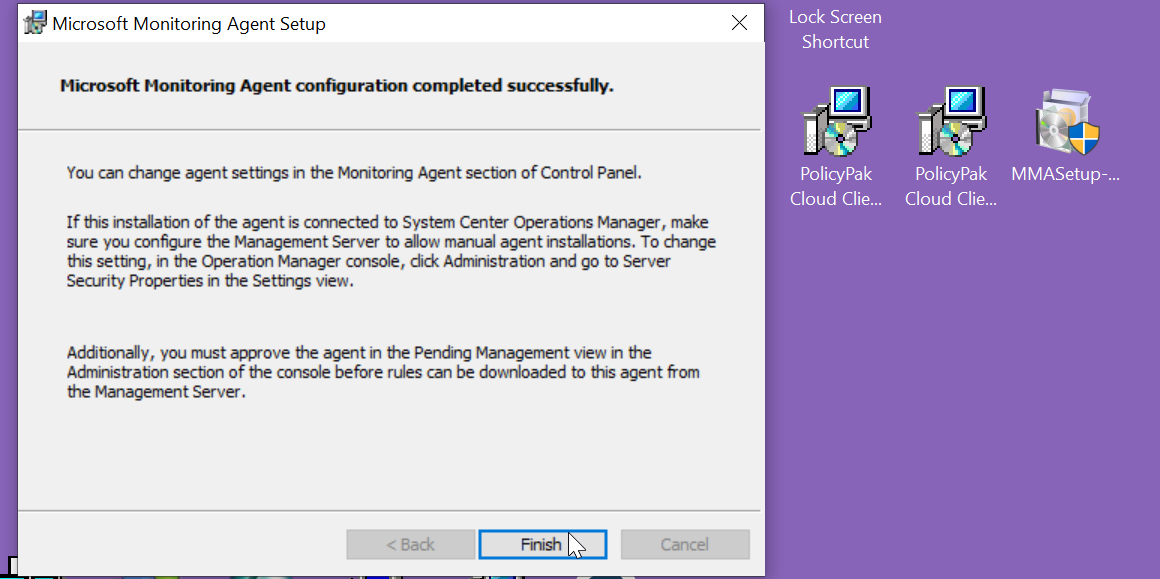 Microsoft Monitoring Agent Setup
Microsoft Monitoring Agent configuration completed successfully.
You can change agent settings in the Monitoring Agent section of Control Panel.
If this installation of the agent is connected to System Center Operations Manager, make
sure you configure the Management Server to allow manual agent installations. To change
this setting, in the Operation Manager console, click Administration and go to Server
Security Properties in the Settings view.
Additionally, you must approve the agent in the Pending Management view in the
Administration section of the console before rules can be downloaded to this agent from
the Management Server.
< Back
Finish
Cancel
Lock Screen
Shortcut
PolicyPak
Cloud Clie...
PolicyPak
Cloud Clie...
MMASetup-...